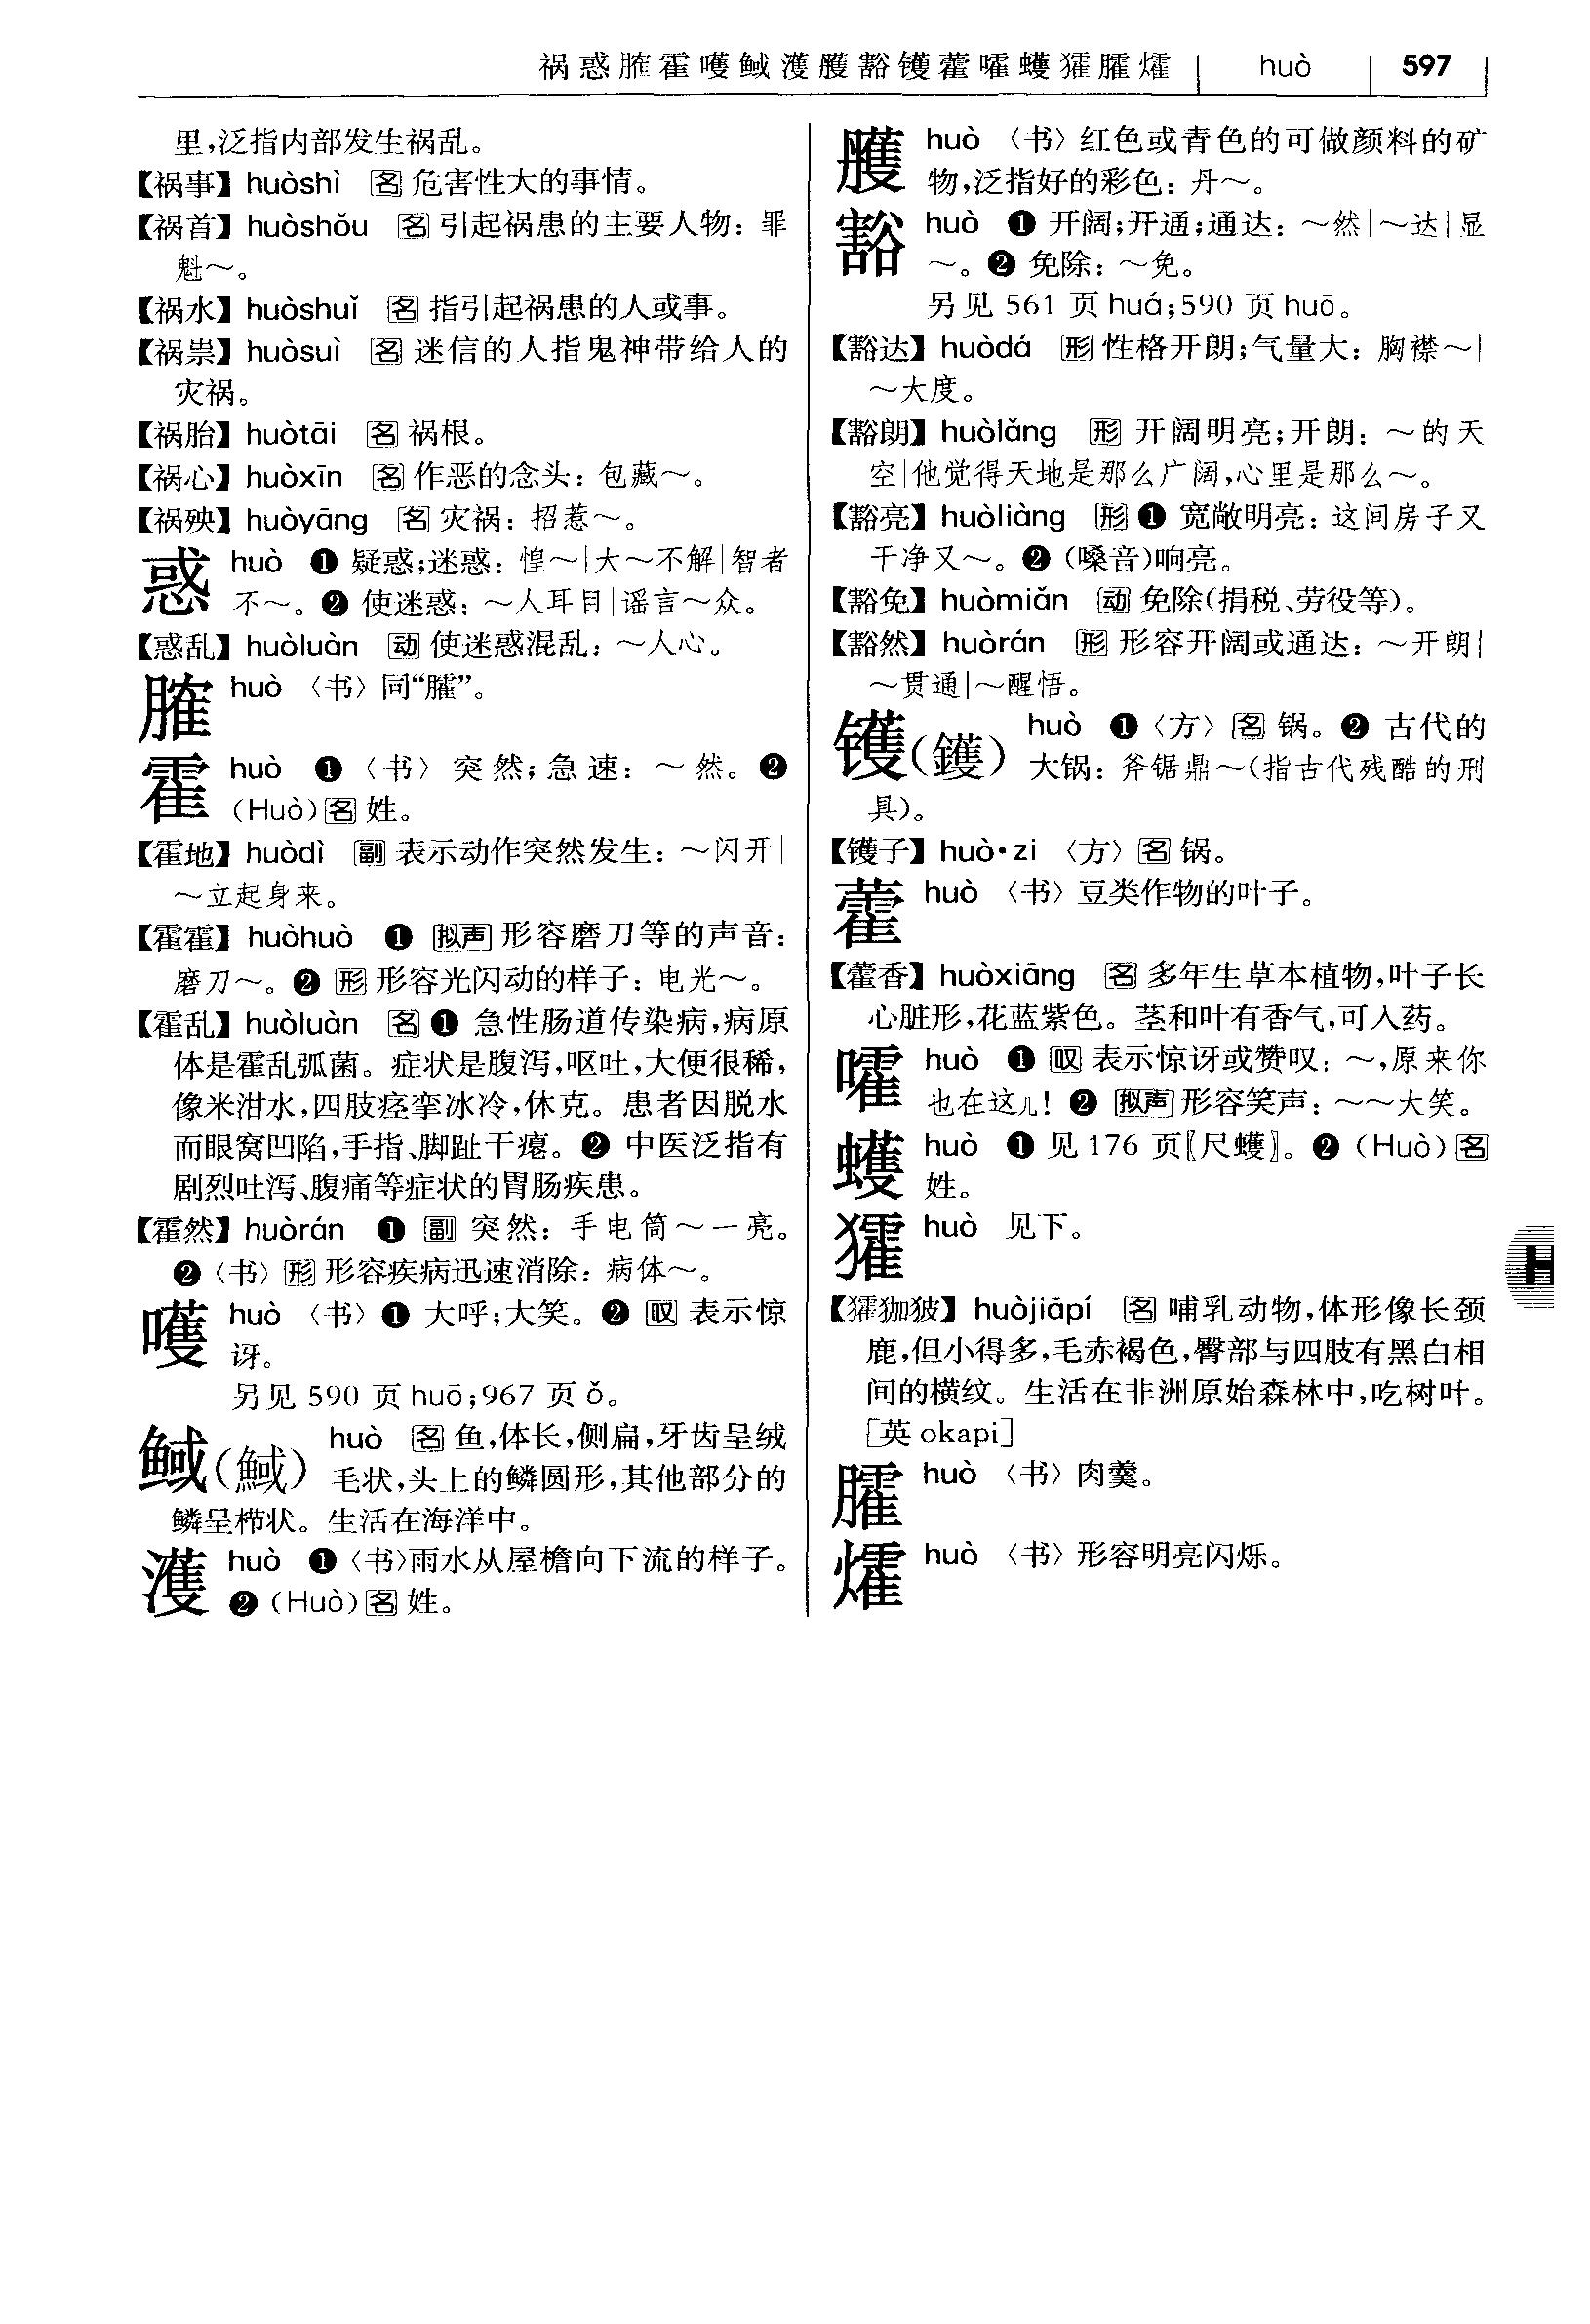 祸惑䐸霍嚄𫚔濩臒豁镬藿嚯蠖㸌臛爟 huò 597
里,泛指内部发生祸乱。
【祸事】huòshì 名 危害性大的事情。
【祸首】huòshǒu 名 引起祸患的主要人物：罪
魁～。
【祸水】huòshuǐ 名 指引起祸患的人或事。
【祸祟】huòsuì 名 迷信的人指鬼神带给人的
灾祸。
【祸胎】huòtāi 名 祸根。
【祸心】huòxīn 名 作恶的念头：包藏～。
【祸殃】huòyāng 名 灾祸：招惹～。
惑 huò ❶ 疑惑;迷惑：惶～|大～不解|智者
不～。❷ 使迷惑：～人耳目|谣言～众。
【惑乱】huòluàn 动 使迷惑混乱：～人心。
huò 〈书〉同“臛”。
霍 huò ❶〈书〉突然;急速：～然。❷
(Huò)名 姓。
【霍地】huòdì 副 表示动作突然发生：～闪开|
～立起身来。
【霍霍】huòhuò ❶ 拟声 形容磨刀等的声音：
磨刀～。❷ 形 形容光闪动的样子：电光～。
【霍乱】huòluàn 名 ❶ 急性肠道传染病,病原
体是霍乱弧菌。症状是腹泻,呕吐,大便很稀,
像米泔水,四肢痉挛冰冷,休克。患者因脱水
而眼窝凹陷,手指、脚趾干瘪。❷ 中医泛指有
剧烈吐泻、腹痛等症状的胃肠疾患。
【霍然】huòrán ❶ 副 突然：手电筒～一亮。
❷〈书〉形 形容疾病迅速消除：病体～。
嚄 huò 〈书〉❶ 大呼;大笑。❷ 叹 表示惊
讶。
另见 590 页 huō;967 页 ǒ。
huò 名 鱼,体长,侧扁,牙齿呈绒
毛状,头上的鳞圆形,其他部分的
鳞呈栉状。生活在海洋中。
濩 huò ❶〈书〉雨水从屋檐向下流的样子。
❷ (Huò)名 姓。
臒 huò 〈书〉红色或青色的可做颜料的矿
物,泛指好的彩色：丹～。
豁 huò ❶ 开阔;开通;通达：～然|～达|显
～。❷ 免除：～免。
另见 561 页 huá;590 页 huō。
【豁达】huòdá 形 性格开朗;气量大：胸襟～|
～大度。
【豁朗】huòlǎng 形 开阔明亮;开朗：～的天
空|他觉得天地是那么广阔,心里是那么～。
【豁亮】huòliàng 形 ❶ 宽敞明亮：这间房子又
干净又～。❷ (嗓音)响亮。
【豁免】huòmiǎn 动 免除(捐税、劳役等)。
【豁然】huòrán 形 形容开阔或通达：～开朗|
～贯通|～醒悟。
镬(鑊) huò ❶〈方〉名 锅。❷ 古代的
大锅：斧锯鼎～(指古代残酷的刑
具)。
【镬子】huò·zi 〈方〉名 锅。
藿 huò 〈书〉豆类作物的叶子。
【藿香】huòxiāng 名 多年生草本植物,叶子长
心脏形,花蓝紫色。茎和叶有香气,可入药。
嚯 huò ❶ 叹 表示惊讶或赞叹：～,原来你
也在这儿! ❷ 拟声 形容笑声：～～大笑。
蠖 huò ❶ 见 176 页〖尺蠖〗。❷ (Huò)名
姓。
㸌 huò 见下。
huòjiāpí 名 哺乳动物,体形像长颈
鹿,但小得多,毛赤褐色,臀部与四肢有黑白相
间的横纹。生活在非洲原始森林中,吃树叶。
[英 okapi]
臛 huò 〈书〉肉羹。
huò 〈书〉形容明亮闪烁。
H